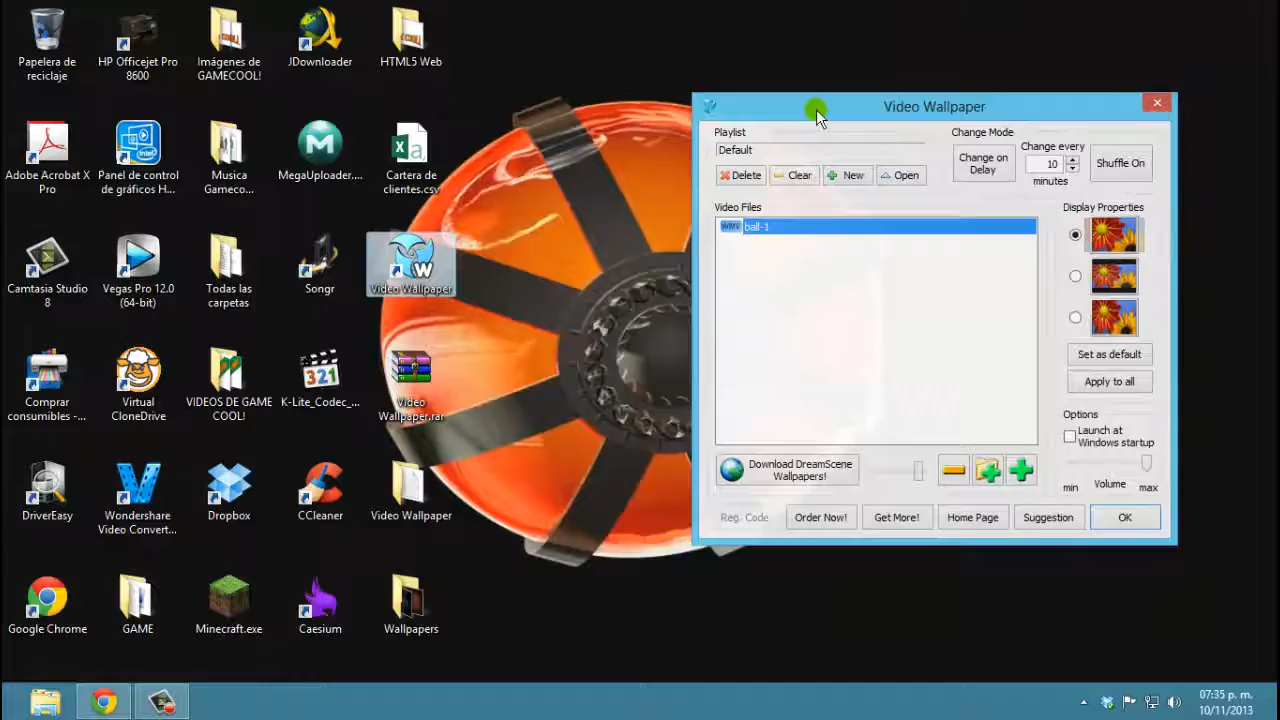 Papelera de
reciclaje
HP Officejet Pro
8600
Imágenes de
GAMECOOL!
JDownloader
HTML5 Web
Adobe Acrobat X
Pro
Panel de control
de gráficos H...
Musica
Gameco...
MegaUploader....
Cartera de
clientes.csv
Camtasia Studio
8
Vegas Pro 12.0
(64-bit)
Todas las
carpetas
Songr
Video Wallpaper
Comprar
consumibles -...
Virtual
CloneDrive
VIDEOS DE GAME
COOL!
321
K-Lite_Codec_...
Video
Wallpaper.rar
DriverEasy
Wondershare
Video Convert...
Dropbox
CCleaner
Video Wallpaper
Google Chrome
GAME
Minecraft.exe
Caesium
Wallpapers
Video Wallpaper
Playlist
Default
Delete
Clear
New
Open
Change Mode
Change on
Delay
Change every
10
minutes
Shuffle On
Video Files
WMV ball-1
Display Properties
Set as default
Apply to all
Options
Launch at
Windows startup
min Volume max
Download DreamScene
Wallpapers!
Reg. Code
Order Now!
Get More!
Home Page
Suggestion
OK
07:35 p. m.
10/11/2013